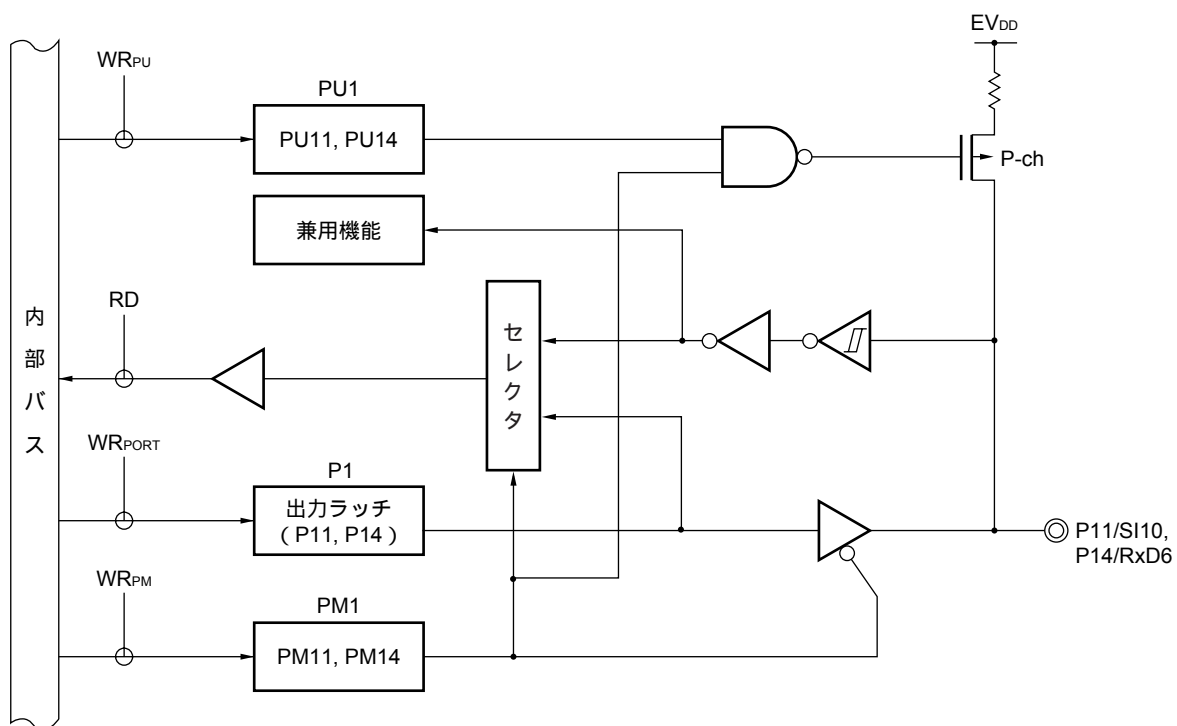 EVDD
WRPU
PU1
PU11, PU14
P-ch
兼用機能
RD
内部バス
セレクタ
WRPORT
P1
出力ラッチ
( P11, P14 )
P11/SI10,
P14/RxD6
WRPM
PM1
PM11, PM14